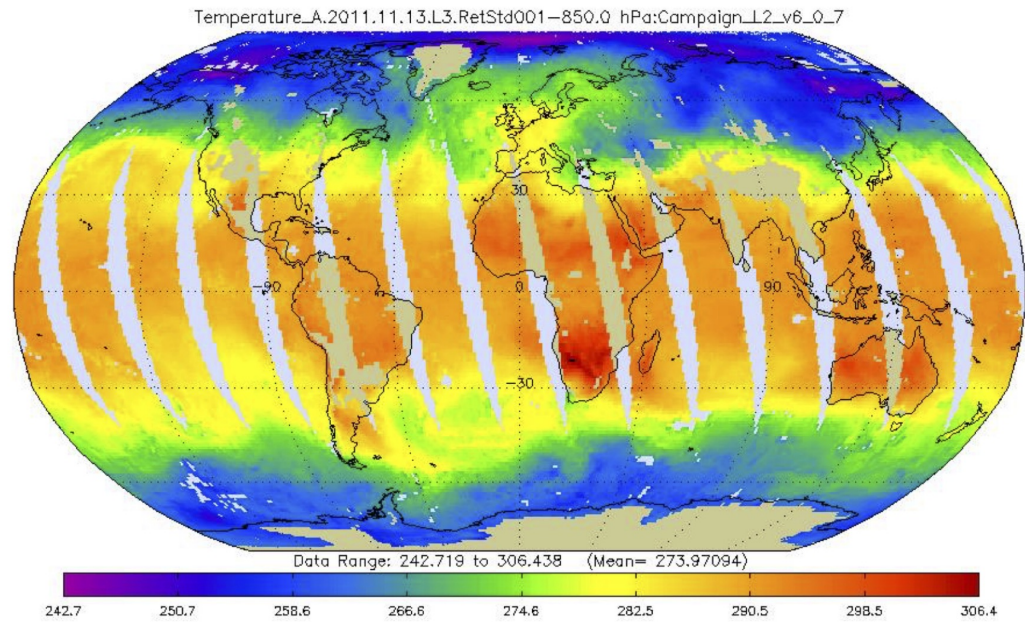 Temperature_A.2011.11.13.L3.RetStd001-850.0 hPa:Campaign_L2_v6_0_7
30
-90 0 90
-30
Data Range: 242.719 to 306.438 (Mean= 273.97094)
242.7 250.7 258.6 266.6 274.6 282.5 290.5 298.5 306.4